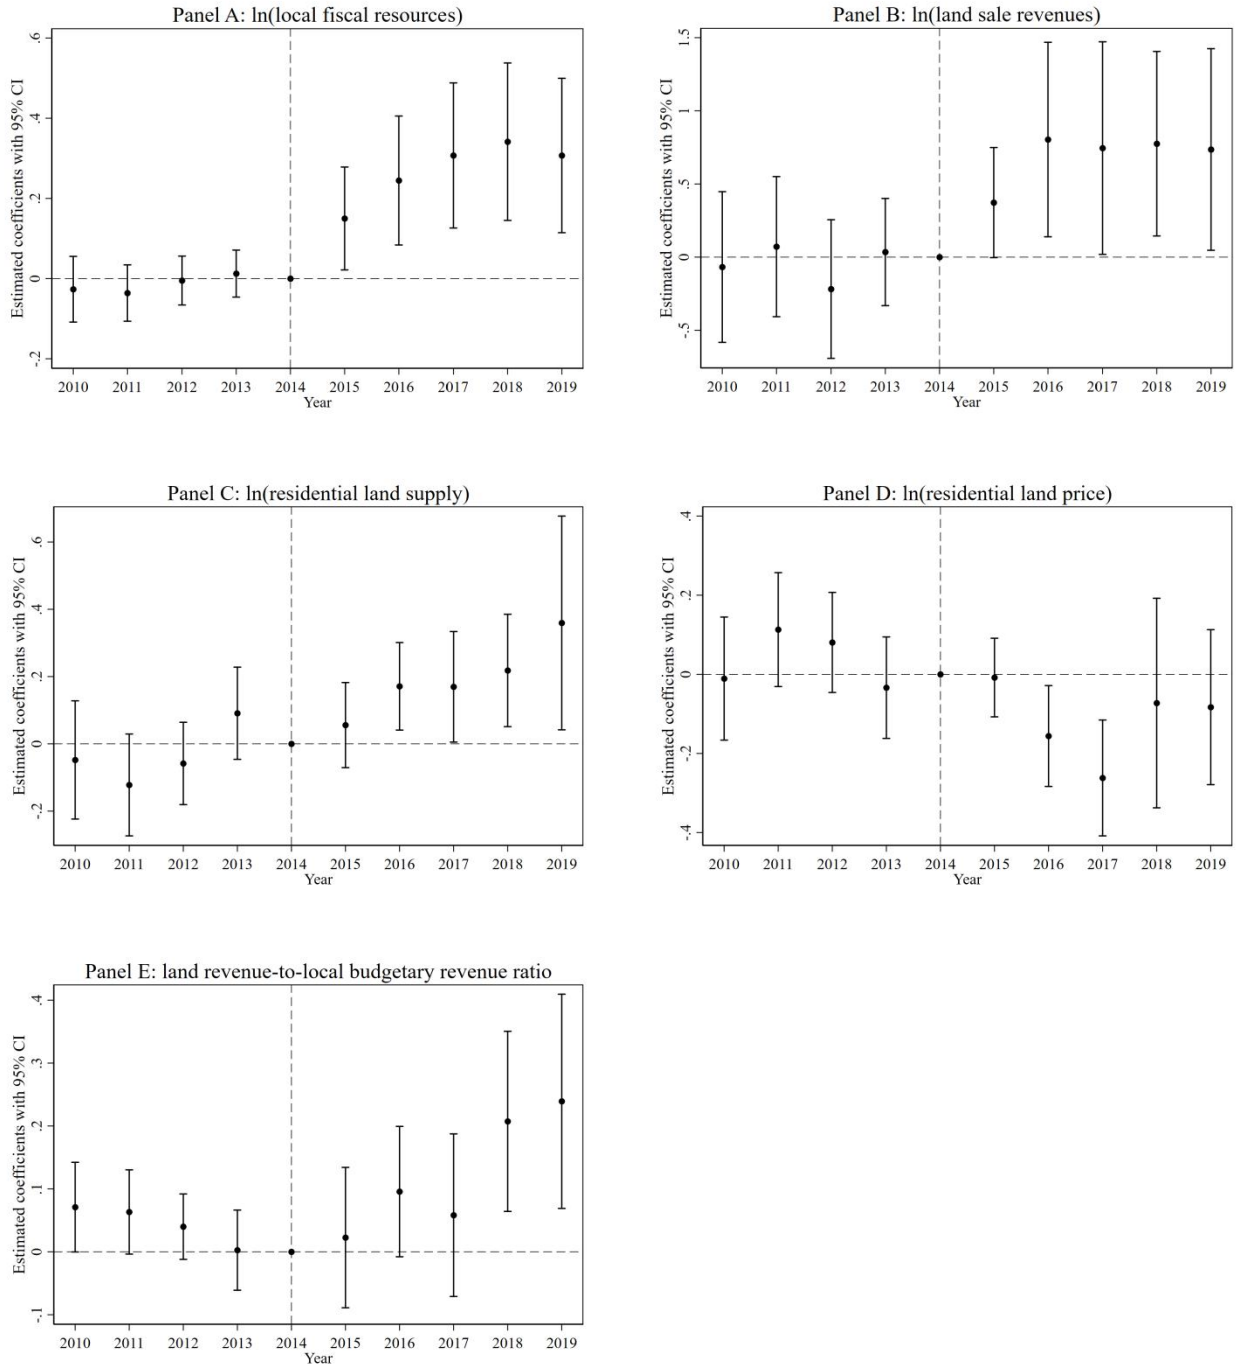 Panel A: ln(local fiscal resources)
Estimated coefficients with 95% CI
.6
.4
.2
0
-.2
2010 2011 2012 2013 2014 2015 2016 2017 2018 2019
Year
Panel B: ln(land sale revenues)
Estimated coefficients with 95% CI
1.5
1
.5
0
-.5
2010 2011 2012 2013 2014 2015 2016 2017 2018 2019
Year
Panel C: ln(residential land supply)
Estimated coefficients with 95% CI
.6
.4
.2
0
-.2
2010 2011 2012 2013 2014 2015 2016 2017 2018 2019
Year
Panel D: ln(residential land price)
Estimated coefficients with 95% CI
.4
.2
0
-.2
-.4
2010 2011 2012 2013 2014 2015 2016 2017 2018 2019
Year
Panel E: land revenue-to-local budgetary revenue ratio
Estimated coefficients with 95% CI
.4
.3
.2
.1
0
-.1
2010 2011 2012 2013 2014 2015 2016 2017 2018 2019
Year